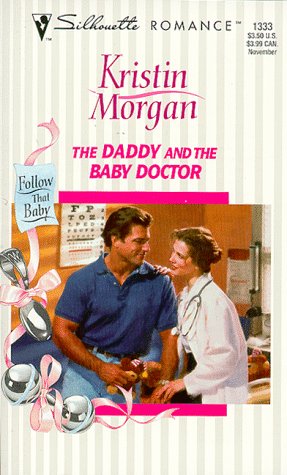 Silhouette ROMANCE™
1333
$3.50 U.S.
$3.99 CAN.
November
TM
Kristin
Morgan
THE DADDY AND THE
BABY DOCTOR
Follow
That
Baby